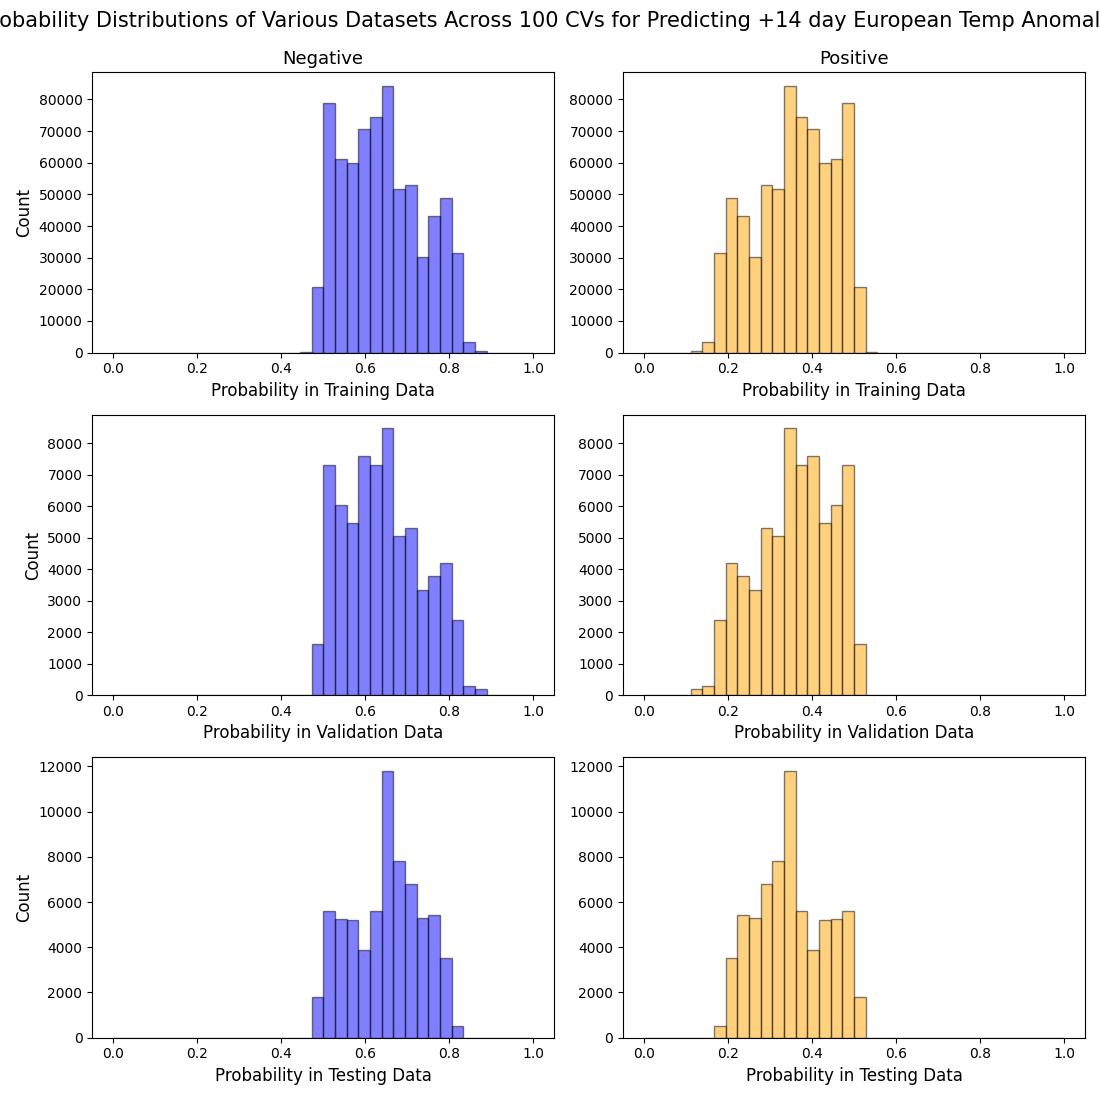 obability Distributions of Various Datasets Across 100 CVs for Predicting +14 day European Temp Anomal
Negative
Positive
80000
70000
60000
50000
40000
30000
20000
10000
0
Count
0.0 0.2 0.4 0.6 0.8 1.0
Probability in Training Data
80000
70000
60000
50000
40000
30000
20000
10000
0
0.0 0.2 0.4 0.6 0.8 1.0
Probability in Training Data
8000
7000
6000
5000
4000
3000
2000
1000
0
Count
0.0 0.2 0.4 0.6 0.8 1.0
Probability in Validation Data
8000
7000
6000
5000
4000
3000
2000
1000
0
0.0 0.2 0.4 0.6 0.8 1.0
Probability in Validation Data
12000
10000
8000
6000
4000
2000
0
Count
0.0 0.2 0.4 0.6 0.8 1.0
Probability in Testing Data
12000
10000
8000
6000
4000
2000
0
0.0 0.2 0.4 0.6 0.8 1.0
Probability in Testing Data